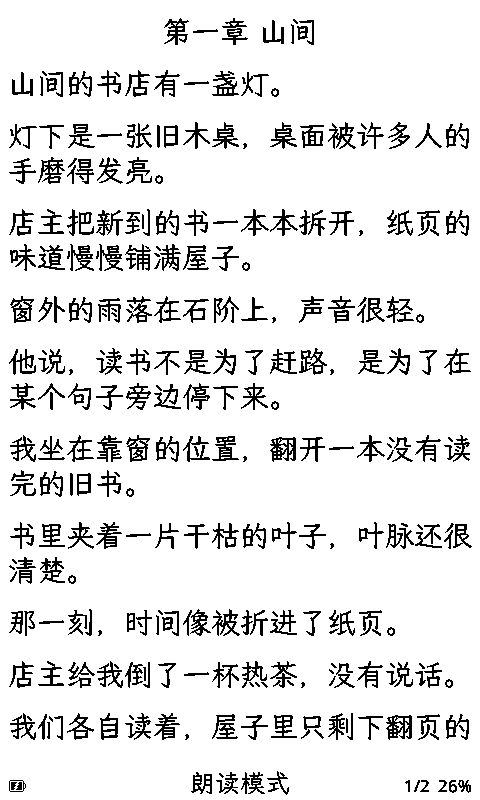 第一章 山间
山间的书店有一盏灯。
灯下是一张旧木桌，桌面被许多人的
手磨得发亮。
店主把新到的书一本本拆开，纸页的
味道慢慢铺满屋子。
窗外的雨落在石阶上，声音很轻。
他说，读书不是为了赶路，是为了在
某个句子旁边停下来。
我坐在靠窗的位置，翻开一本没有读
完的旧书。
书里夹着一片干枯的叶子，叶脉还很
清楚。
那一刻，时间像被折进了纸页。
店主给我倒了一杯热茶，没有说话。
我们各自读着，屋子里只剩下翻页的
朗读模式
1/2 26%